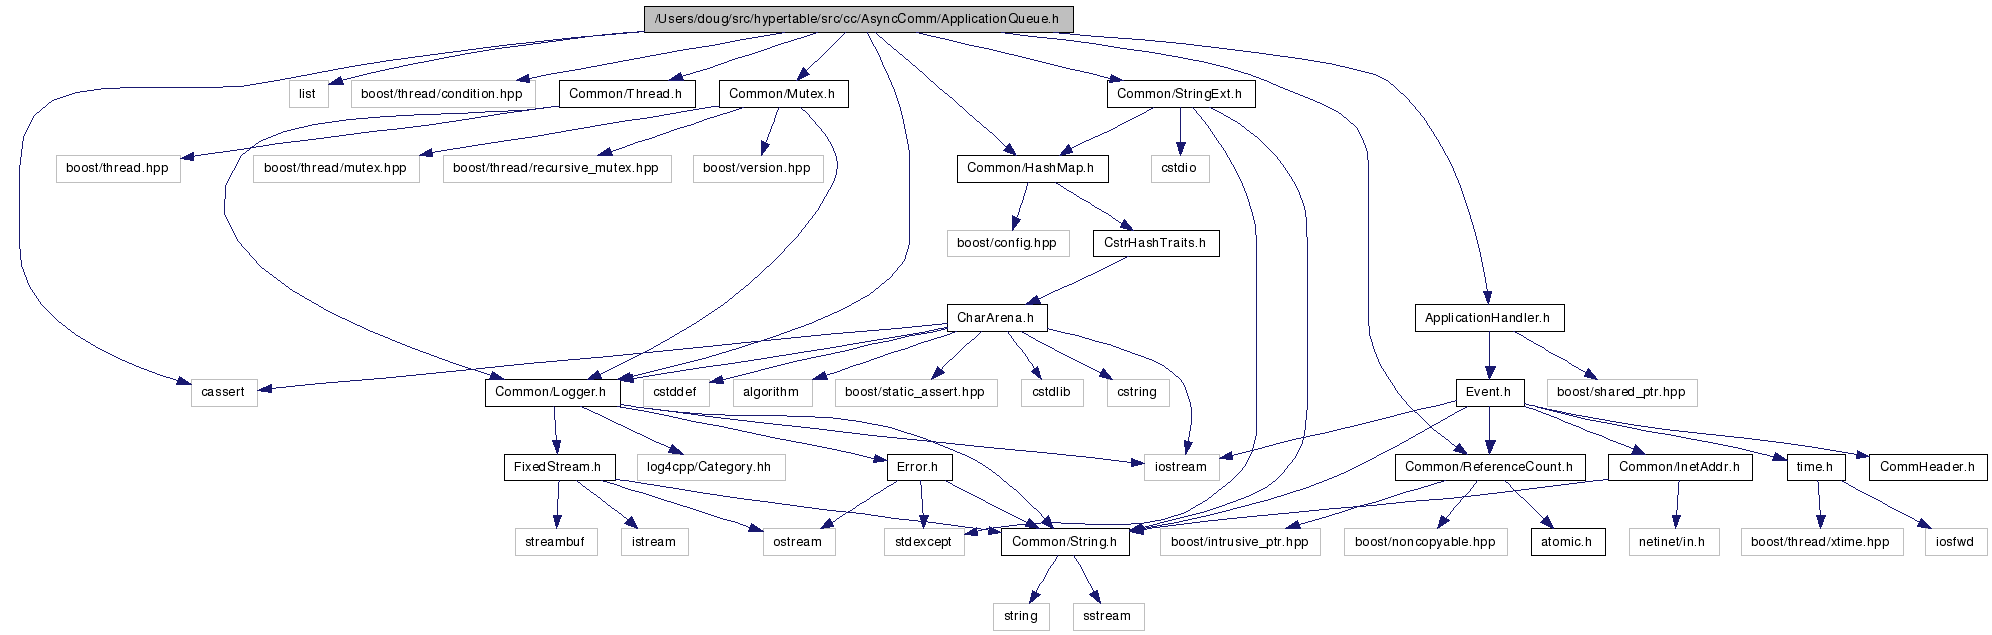 /Users/doug/src/hypertable/src/cc/AsyncComm/ApplicationQueue.h
list
boost/thread/condition.hpp
Common/Thread.h
Common/Mutex.h
Common/StringExt.h
boost/thread.hpp
boost/thread/mutex.hpp
boost/thread/recursive_mutex.hpp
boost/version.hpp
Common/HashMap.h
cstdio
boost/config.hpp
CstrHashTraits.h
CharArena.h
ApplicationHandler.h
cassert
Common/Logger.h
cstddef
algorithm
boost/static_assert.hpp
cstdlib
cstring
Event.h
boost/shared_ptr.hpp
FixedStream.h
log4cpp/Category.hh
Error.h
iostream
Common/ReferenceCount.h
Common/InetAddr.h
time.h
CommHeader.h
streambuf
istream
ostream
stdexcept
Common/String.h
boost/intrusive_ptr.hpp
boost/noncopyable.hpp
atomic.h
netinet/in.h
boost/thread/xtime.hpp
iosfwd
string
sstream